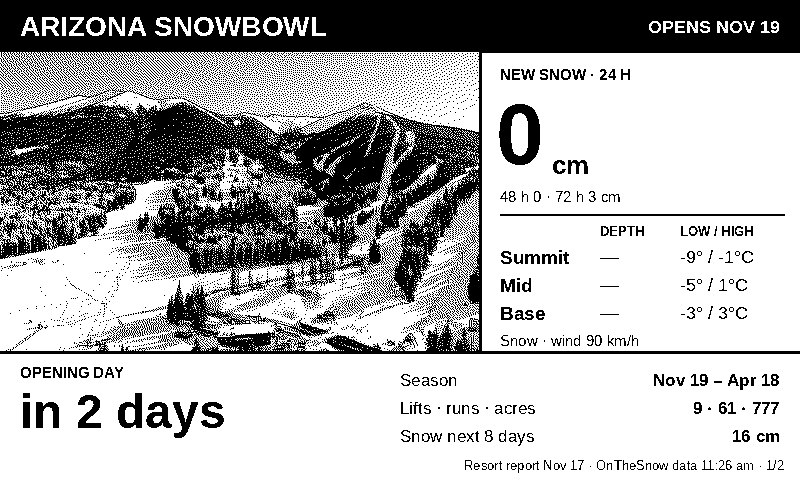 ARIZONA SNOWBOWL
OPENS NOV 19
NEW SNOW · 24 H
0 cm
48 h 0 · 72 h 3 cm
DEPTH LOW / HIGH
Summit — -9° / -1°C
Mid — -5° / 1°C
Base — -3° / 3°C
Snow · wind 90 km/h
OPENING DAY
in 2 days
Season Nov 19 – Apr 18
Lifts · runs · acres 9 · 61 · 777
Snow next 8 days 16 cm
Resort report Nov 17 · OnTheSnow data 11:26 am · 1/2